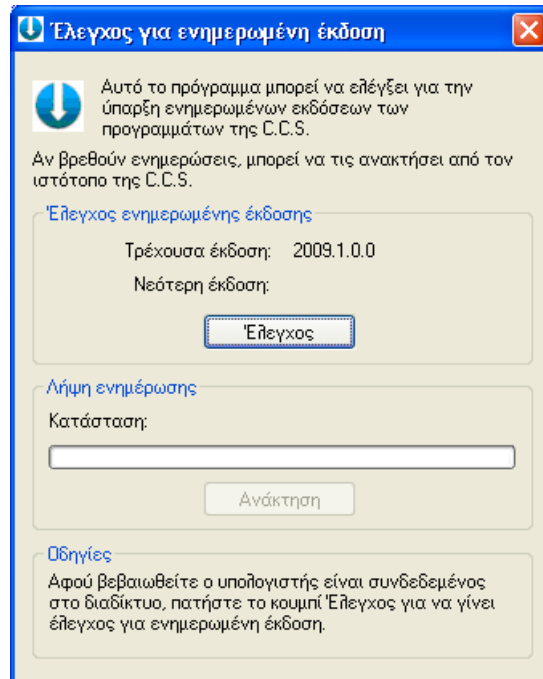 Έλεγχος για ενημερωμένη έκδοση
Αυτό το πρόγραμμα μπορεί να ελέγξει για την
ύπαρξη ενημερωμένων εκδόσεων των
προγραμμάτων της C.C.S.
Αν βρεθούν ενημερώσεις, μπορεί να τις ανακτήσει από τον
ιστότοπο της C.C.S.
Έλεγχος ενημερωμένης έκδοσης
Τρέχουσα έκδοση: 2009.1.0.0
Νεότερη έκδοση:
Έλεγχος
Λήψη ενημέρωσης
Κατάσταση:
Ανάκτηση
Οδηγίες
Αφού βεβαιωθείτε ο υπολογιστής είναι συνδεδεμένος
στο διαδίκτυο, πατήστε το κουμπί Έλεγχος για να γίνει
έλεγχος για ενημερωμένη έκδοση.